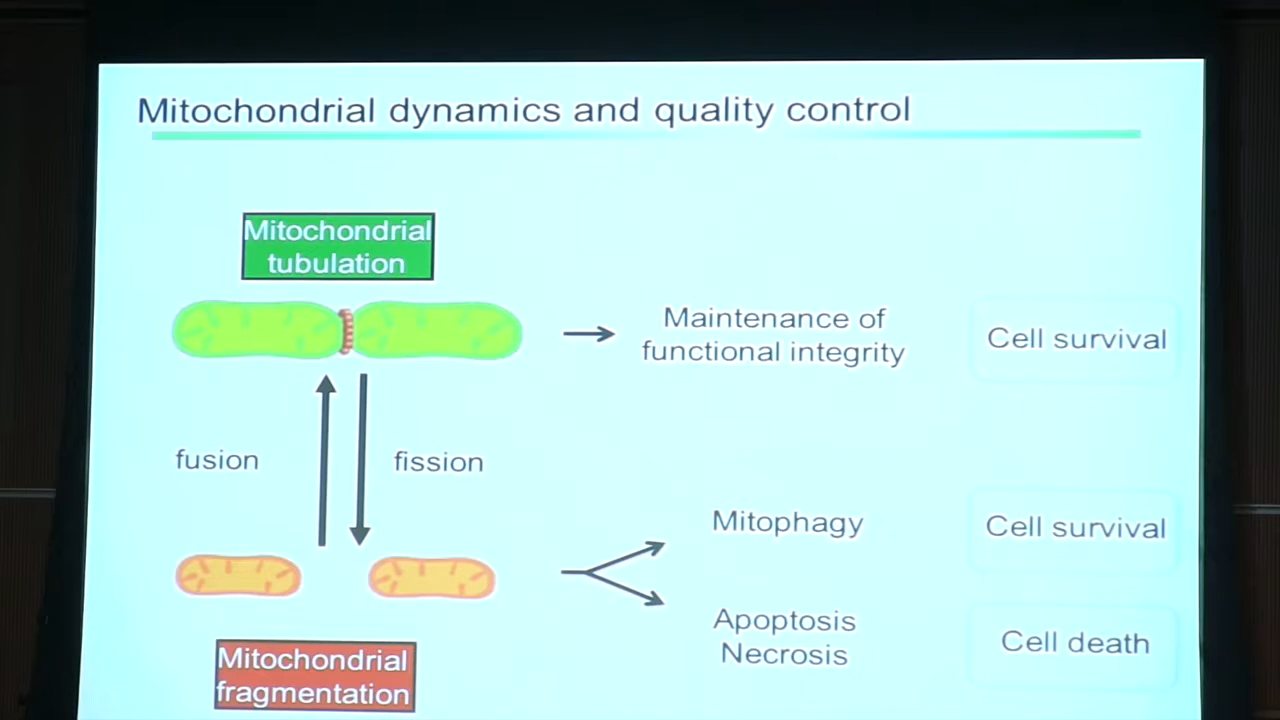 Mitochondrial dynamics and quality control
Mitochondrial
tubulation
Maintenance of
functional integrity
Cell survival
fusion
fission
Mitophagy
Cell survival
Apoptosis
Necrosis
Cell death
Mitochondrial
fragmentation